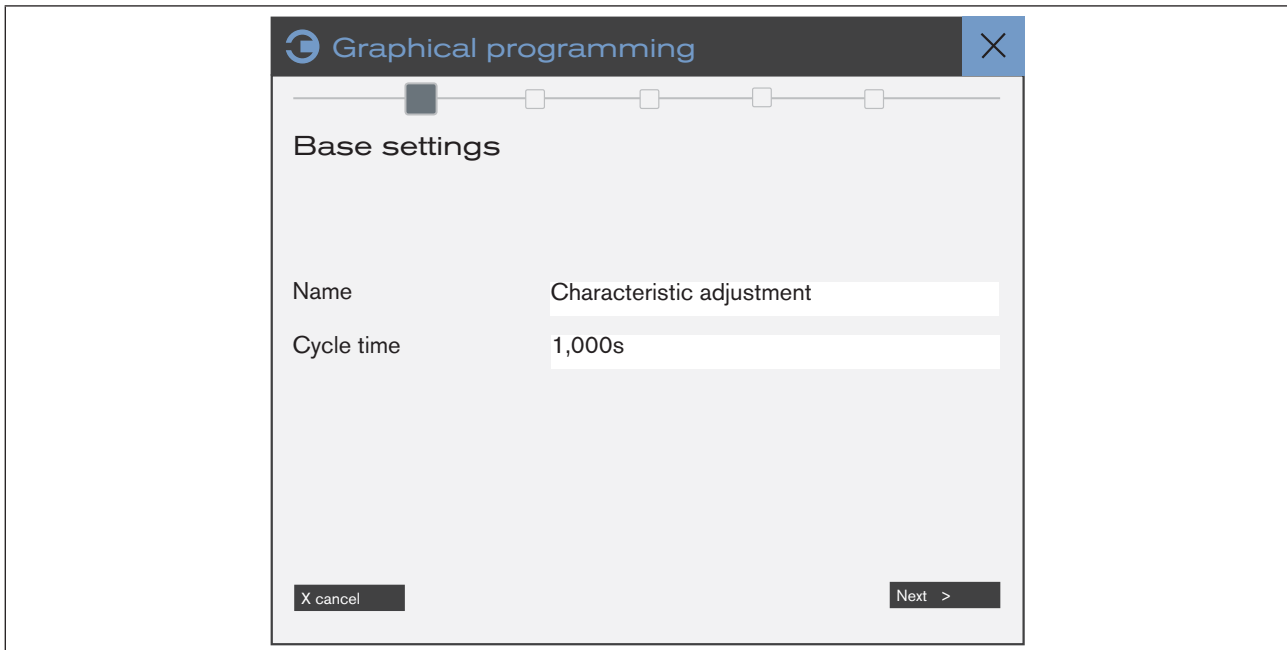 Graphical programming
Base settings
Name Characteristic adjustment
Cycle time 1,000s
X cancel Next >